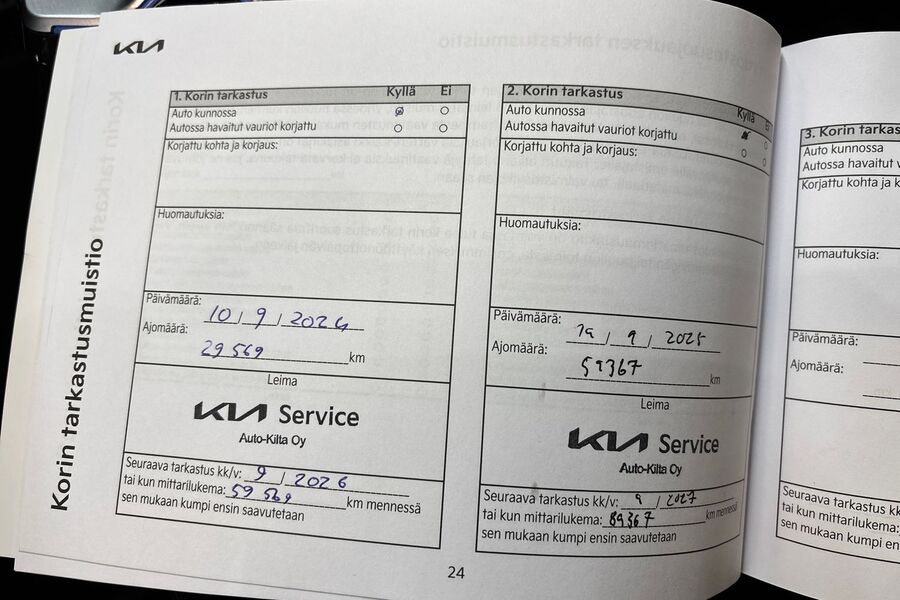 KIA
Korin tarkastusmuistio
1. Korin tarkastus Kyllä Ei
Auto kunnossa
Autossa havaitut vauriot korjattu
Korjattu kohta ja korjaus:
Huomautuksia:
Päivämäärä: 10 / 9 / 2024
Ajomäärä: 29 569 km
Leima
KIA Service
Auto-Kilta Oy
Seuraava tarkastus kk/v: 9 / 2026
tai kun mittarilukema: 59 569 km mennessä
sen mukaan kumpi ensin saavutetaan
2. Korin tarkastus Kyllä Ei
Auto kunnossa
Autossa havaitut vauriot korjattu
Korjattu kohta ja korjaus:
Huomautuksia:
Päivämäärä: / 9 / 2025
Ajomäärä: 59367 km
Leima
KIA Service
Auto-Kilta Oy
Seuraava tarkastus kk/v: 9 / 2027
tai kun mittarilukema: 89367 km mennessä
sen mukaan kumpi ensin saavutetaan
24
3. Korin
Auto kunnossa
Autossa havaitut
Korjattu kohta ja
Huomautuksia:
Päivämäärä:
Ajomäärä:
Seuraava tarkastus
tai kun mittarilukema:
sen mukaan kumpi